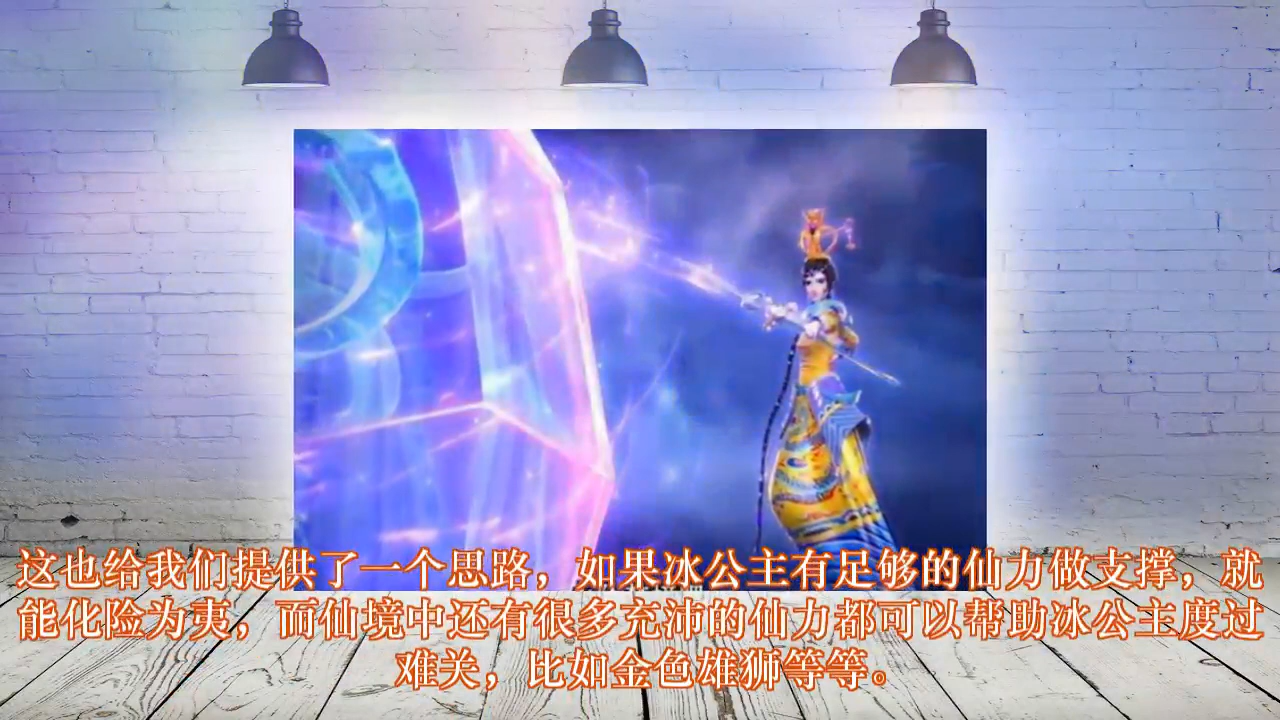 这也给我们提供了一个思路，如果冰公主有足够的仙力做支撑，就
能化险为夷，而仙境中还有很多充沛的仙力都可以帮助冰公主度过
难关，比如金色雄狮等等。